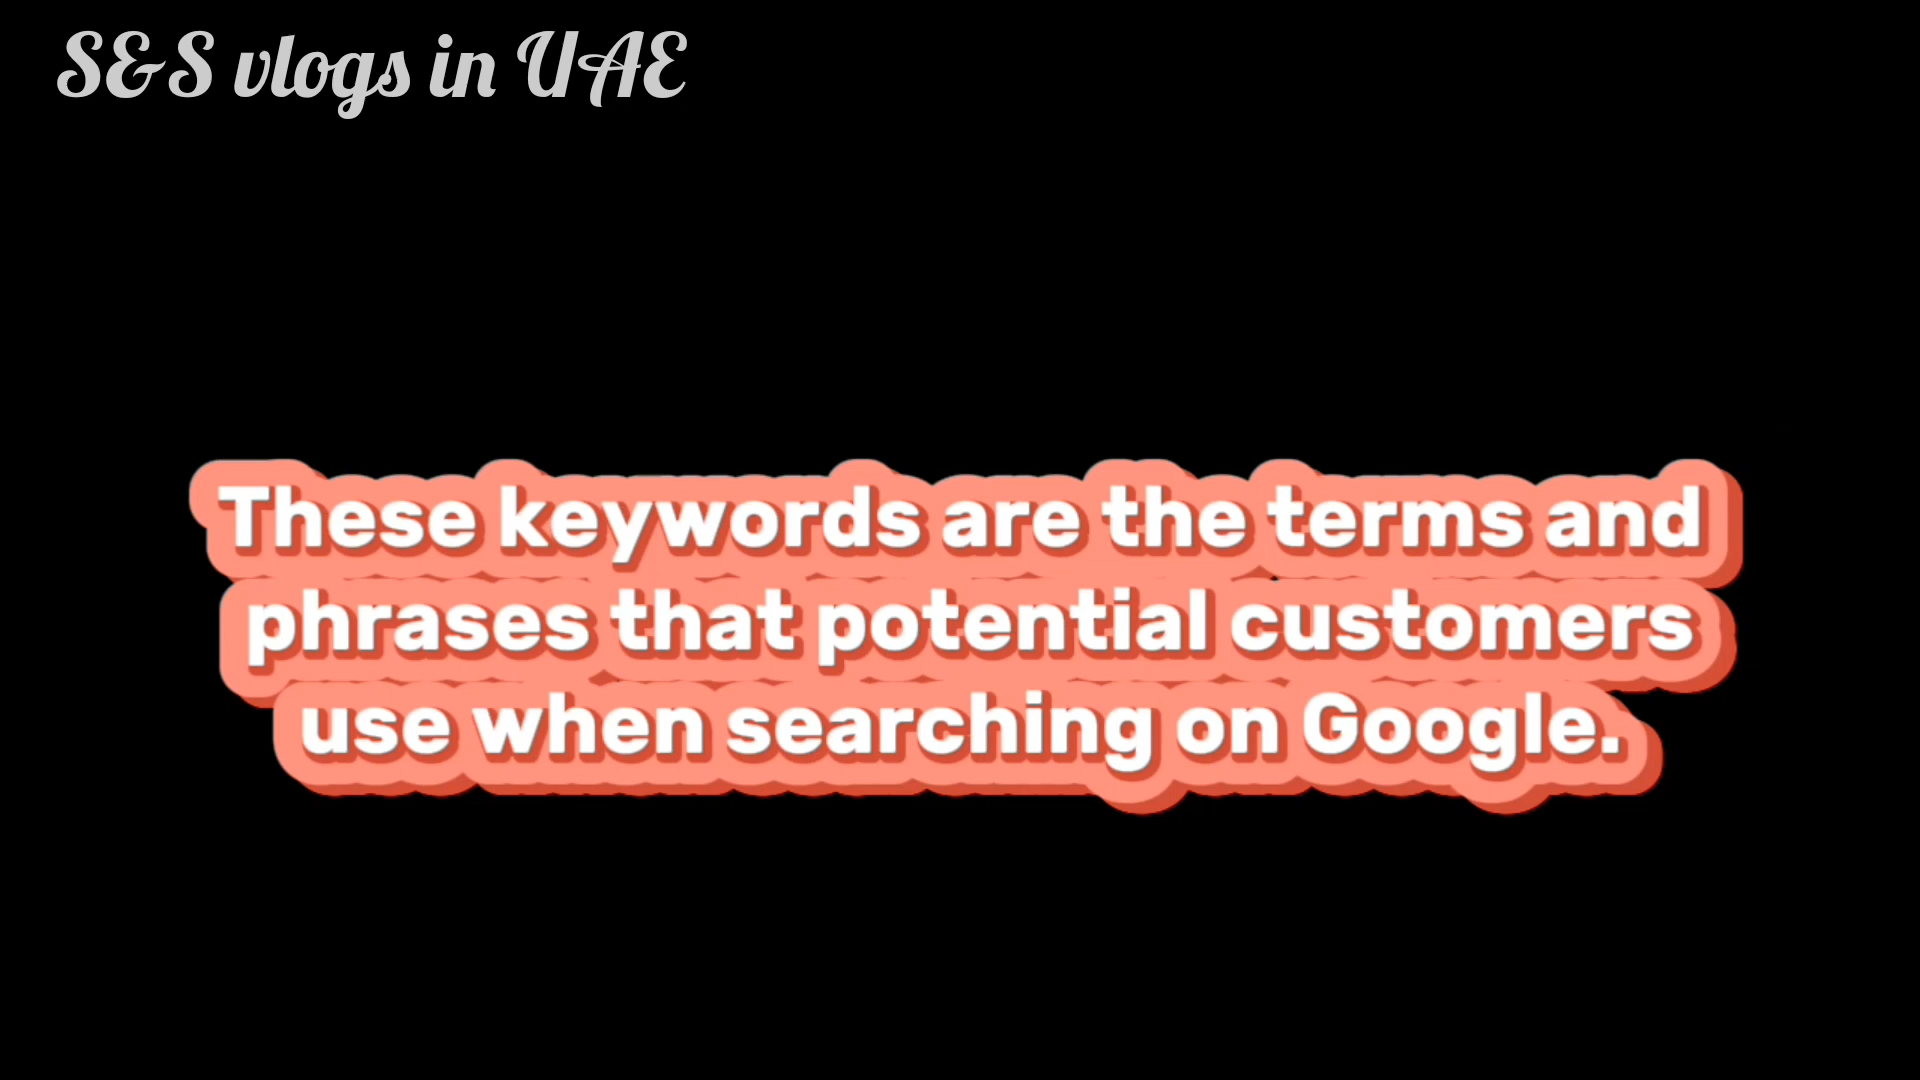 S&S vlogs in UAE
These keywords are the terms and
phrases that potential customers
use when searching on Google.